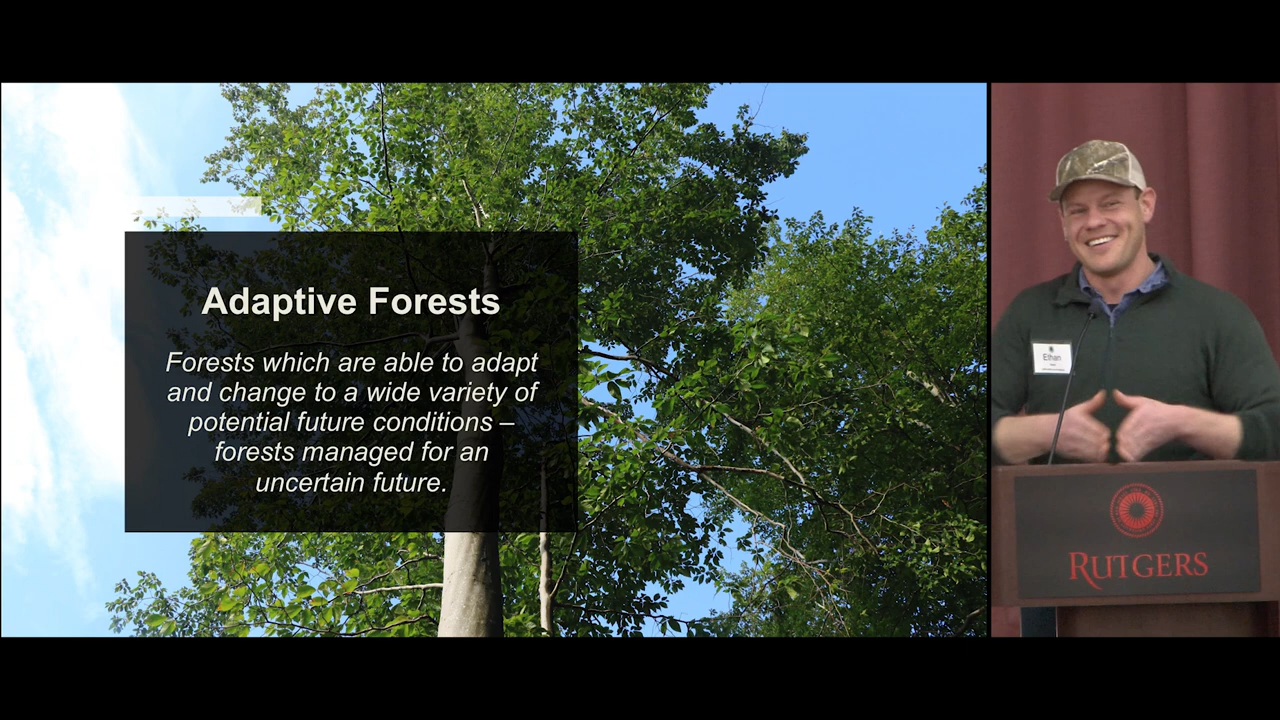 Adaptive Forests
Forests which are able to adapt
and change to a wide variety of
potential future conditions –
forests managed for an
uncertain future.
Ethan
RUTGERS